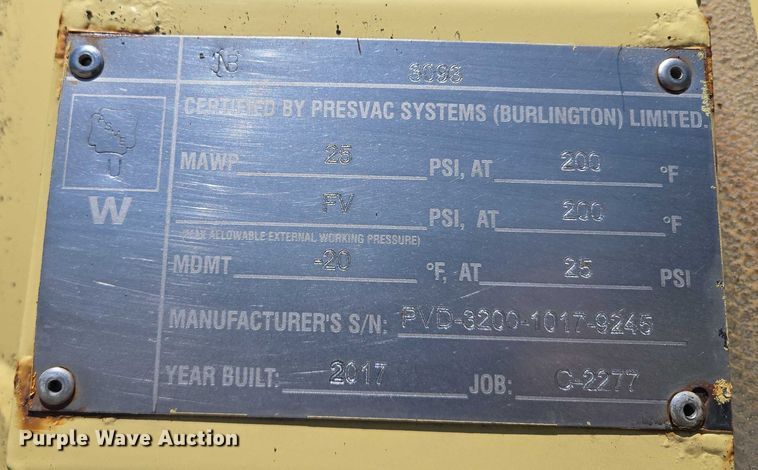 NB 3098
CERTIFIED BY PRESVAC SYSTEMS (BURLINGTON) LIMITED.
MAWP 25 PSI, AT 200 °F
FV PSI, AT 200 °F
(MAX ALLOWABLE EXTERNAL WORKING PRESSURE)
U
W
MDMT -20 °F, AT 25 PSI
MANUFACTURER'S S/N: PVD-3200-1017-9245
YEAR BUILT: 2017 JOB: C-2277
Purple Wave Auction